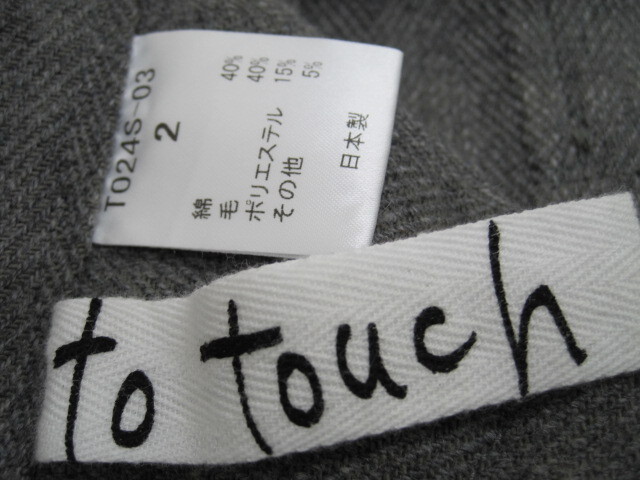 T024S-03
2
綿 40%
毛 40%
ポリエステル 15%
その他 5%
日本製
to touch